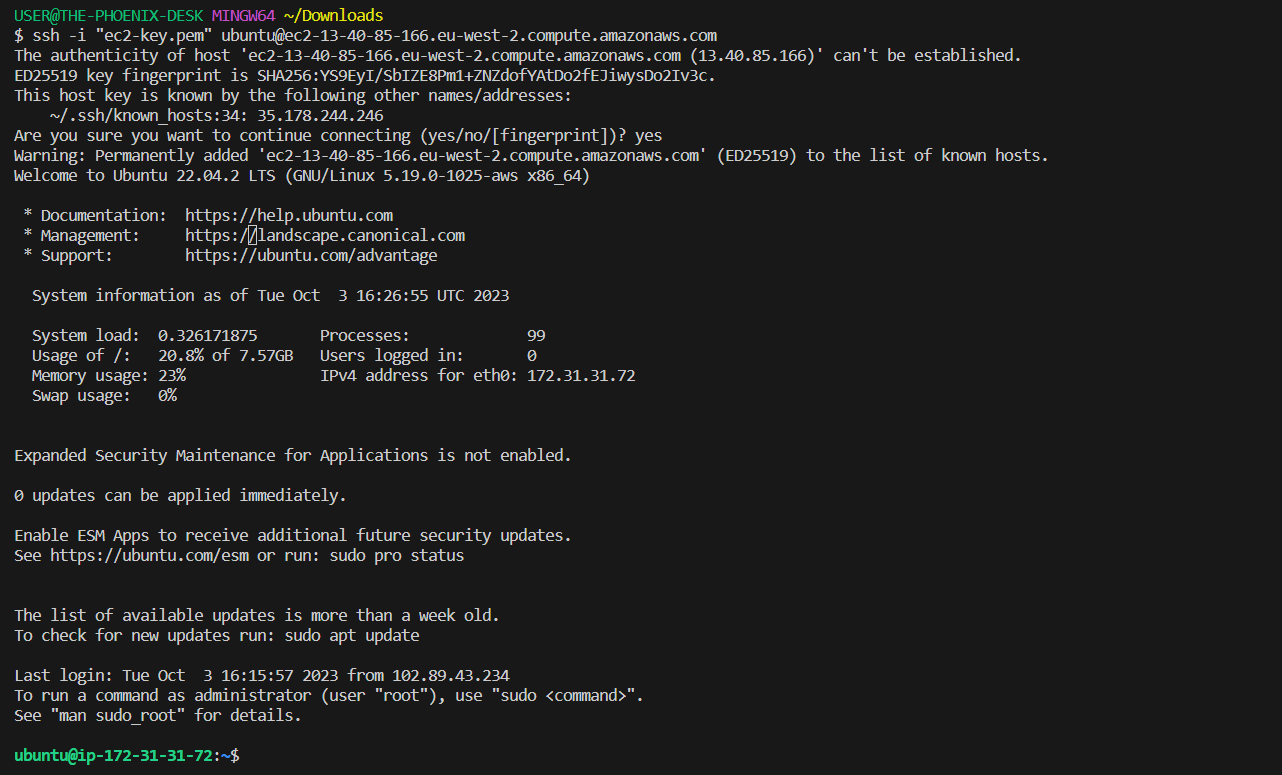 USER@THE-PHOENIX-DESK MINGW64 ~/Downloads
$ ssh -i "ec2-key.pem" ubuntu@ec2-13-40-85-166.eu-west-2.compute.amazonaws.com
The authenticity of host 'ec2-13-40-85-166.eu-west-2.compute.amazonaws.com (13.40.85.166)' can't be established.
ED25519 key fingerprint is SHA256:YS9EyI/SbIZE8Pm1+ZNZdofYAtDo2fEJiwysDo2Iv3c.
This host key is known by the following other names/addresses:
    ~/.ssh/known_hosts:34: 35.178.244.246
Are you sure you want to continue connecting (yes/no/[fingerprint])? yes
Warning: Permanently added 'ec2-13-40-85-166.eu-west-2.compute.amazonaws.com' (ED25519) to the list of known hosts.
Welcome to Ubuntu 22.04.2 LTS (GNU/Linux 5.19.0-1025-aws x86_64)

 * Documentation:  https://help.ubuntu.com
 * Management:     https://landscape.canonical.com
 * Support:        https://ubuntu.com/advantage

  System information as of Tue Oct  3 16:26:55 UTC 2023

  System load:  0.326171875       Processes:             99
  Usage of /:   20.8% of 7.57GB   Users logged in:       0
  Memory usage: 23%               IPv4 address for eth0: 172.31.31.72
  Swap usage:   0%

Expanded Security Maintenance for Applications is not enabled.

0 updates can be applied immediately.

Enable ESM Apps to receive additional future security updates.
See https://ubuntu.com/esm or run: sudo pro status

The list of available updates is more than a week old.
To check for new updates run: sudo apt update

Last login: Tue Oct  3 16:15:57 2023 from 102.89.43.234
To run a command as administrator (user "root"), use "sudo <command>".
See "man sudo_root" for details.

ubuntu@ip-172-31-31-72:~$